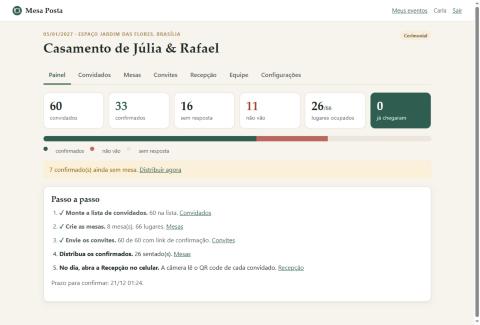 Mesa Posta
Meus eventos Carla Sair
05/01/2027 · ESPAÇO JARDIM DAS FLORES, BRASÍLIA
Cerimonial
Casamento de Júlia & Rafael
Painel Convidados Mesas Convites Recepção Equipe Configurações
60 33 16 11 26/66 0
convidados confirmados sem resposta não vão lugares ocupados já chegaram
confirmados não vão sem resposta
7 confirmado(s) ainda sem mesa. Distribuir agora
Passo a passo
1. ✓ Monte a lista de convidados. 60 na lista. Convidados
2. ✓ Crie as mesas. 8 mesa(s), 66 lugares. Mesas
3. ✓ Envie os convites. 60 de 60 com link de confirmação. Convites
4. Distribua os confirmados. 26 sentado(s). Mesas
5. No dia, abra a Recepção no celular. A câmera lê o QR code de cada convidado. Recepção
Prazo para confirmar: 21/12 01:24.